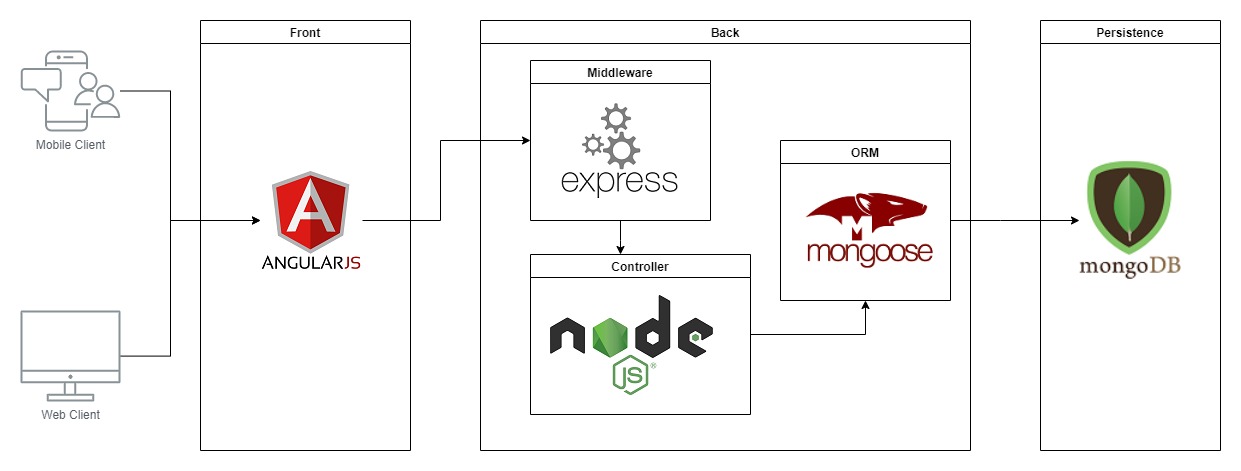 Front
Back
Persistence
Middleware
express
Mobile Client
ORM
M
mongoose
A
ANGULARJS
mongoDB
Controller
node
JS®
Web Client